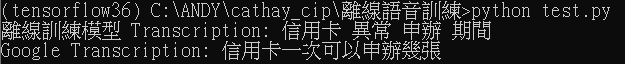 (tensorflow36) C:\ANDY\cathay_cip\離線語音訓練>python test.py
離線訓練模型 Transcription: 信用卡 異常 申辦 期間
Google Transcription: 信用卡一次可以申辦幾張